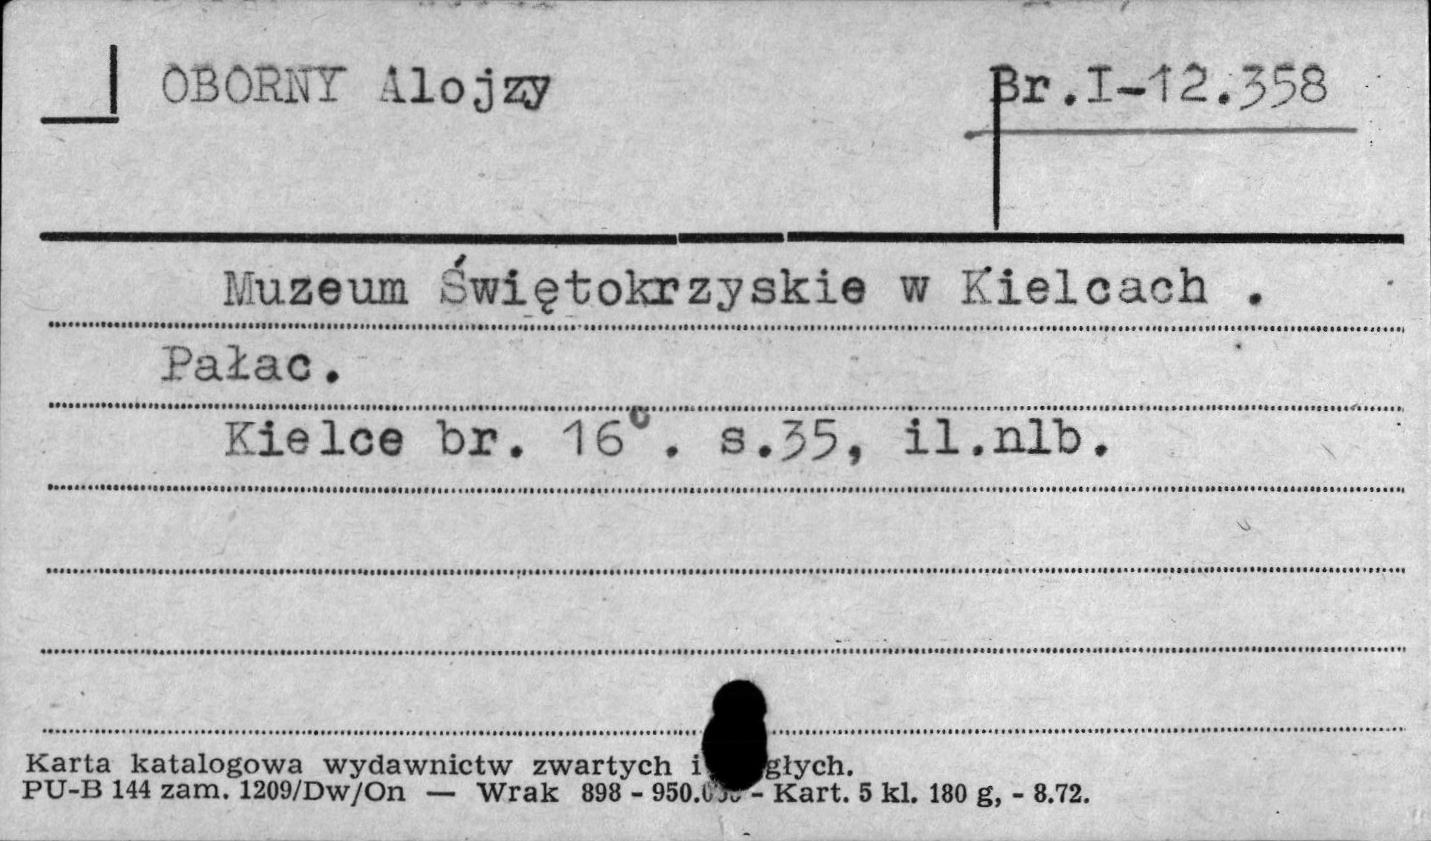 OBORNY Alojzy Br.I-12.358
Muzeum Świętokrzyskie w Kielcach .
Pałac.
Kielce br. 16°. s.35, il.nlb.
Karta katalogowa wydawnictw zwartych i głych.
PU-B 144 zam. 1209/Dw/On — Wrak 898 - - Kart. 5 kl. 180 g, - 8.72.